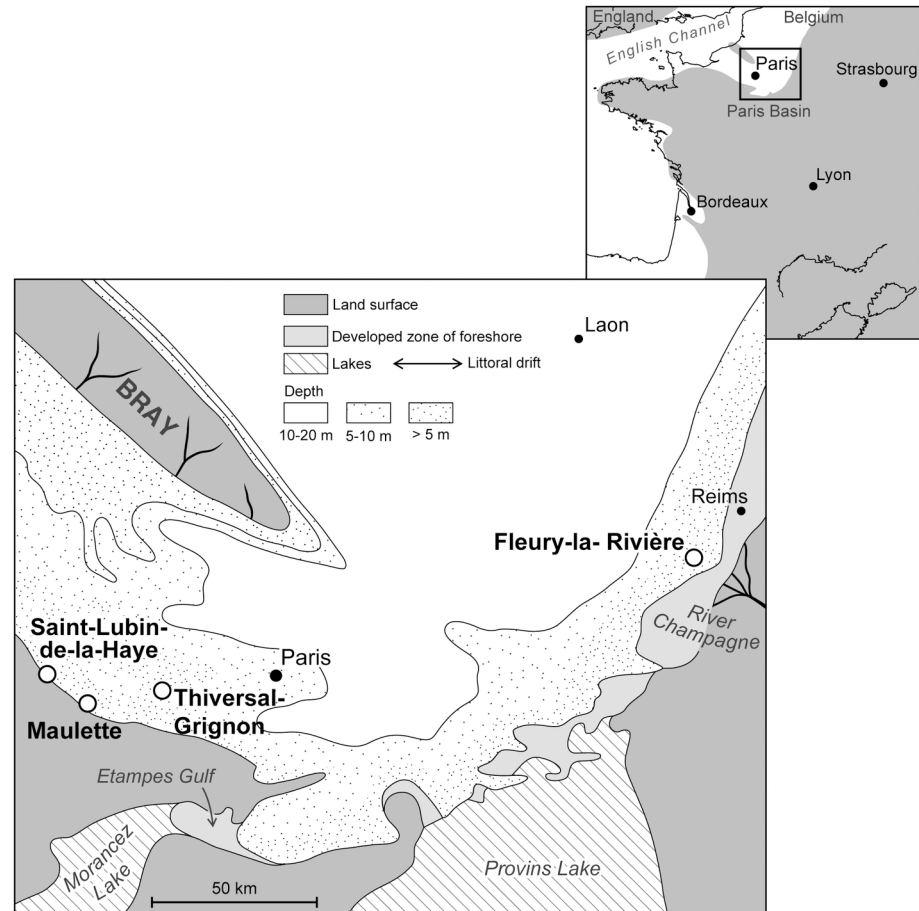 England
Belgium
English Channel
Paris
Strasbourg
Paris Basin
Lyon
Bordeaux
Land surface
Developed zone of foreshore
Lakes
Littoral drift
Depth
10-20 m
5-10 m
> 5 m
Laon
BRAY
Reims
Fleury-la- Rivière
River
Champagne
Saint-Lubin-
de-la-Haye
Paris
Thiversal-
Grignon
Maulette
Etampes Gulf
Morancez
Lake
Provins Lake
50 km